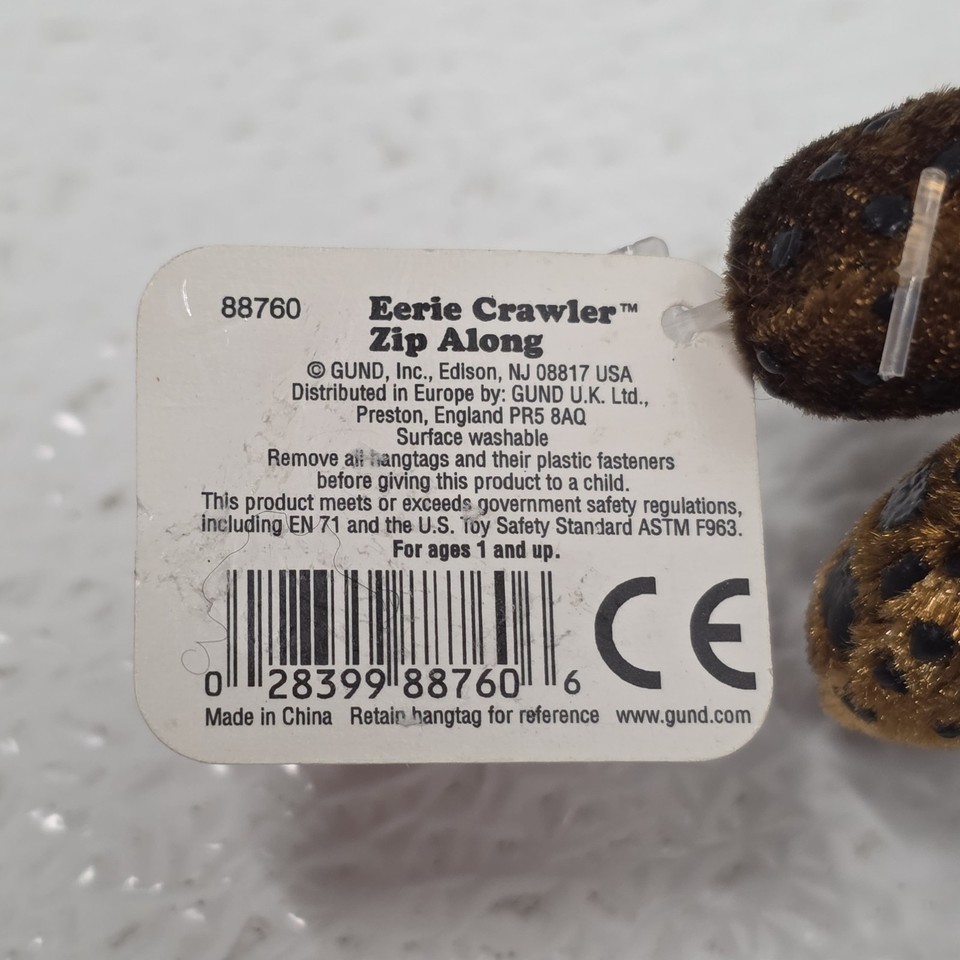 88760 Eerie Crawler™
Zip Along
© GUND, Inc., Edison, NJ 08817 USA
Distributed in Europe by: GUND U.K. Ltd.,
Preston, England PR5 8AQ
Surface washable
Remove all hangtags and their plastic fasteners
before giving this product to a child.
This product meets or exceeds government safety regulations,
including EN 71 and the U.S. Toy Safety Standard ASTM F963.
For ages 1 and up.
CE
0 28399 88760 6
Made in China Retain hangtag for reference www.gund.com